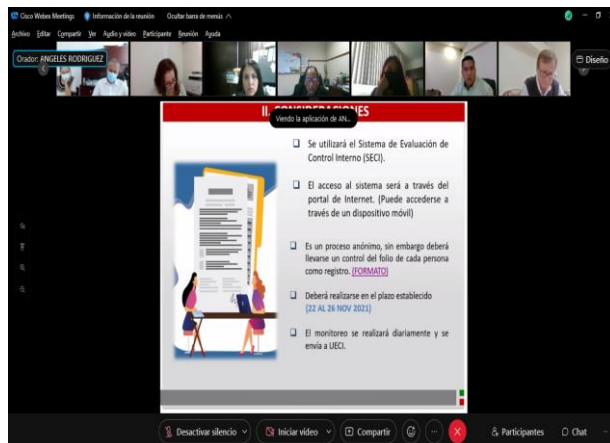 Cisco Webex Meetings Información de la reunión Ocultar barra de menús
Archivo Editar Compartir Ver Audio y video Participante Reunión Ayuda
Orador: ANGELES RODRIGUEZ
Diseño
II. CONSIDERACIONES
Viendo la aplicación de AN...
Se utilizará el Sistema de Evaluación de
Control Interno (SECI).
El acceso al sistema será a través del
portal de Internet. (Puede accederse a
través de un dispositivo móvil)
Es un proceso anónimo, sin embargo deberá
llevarse un control del folio de cada persona
como registro. (FORMATO)
Deberá realizarse en el plazo establecido
(22 AL 26 NOV 2021)
El monitoreo se realizará diariamente y se
envía a UECI.
Desactivar silencio Iniciar video Compartir Participantes Chat